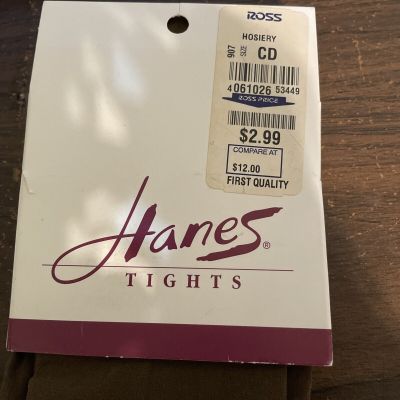 ROSS
HOSIERY
907
SIZE
CD
4 061026 53449
ROSS PRICE
$2.99
COMPARE AT
$12.00
FIRST QUALITY
Hanes®
TIGHTS